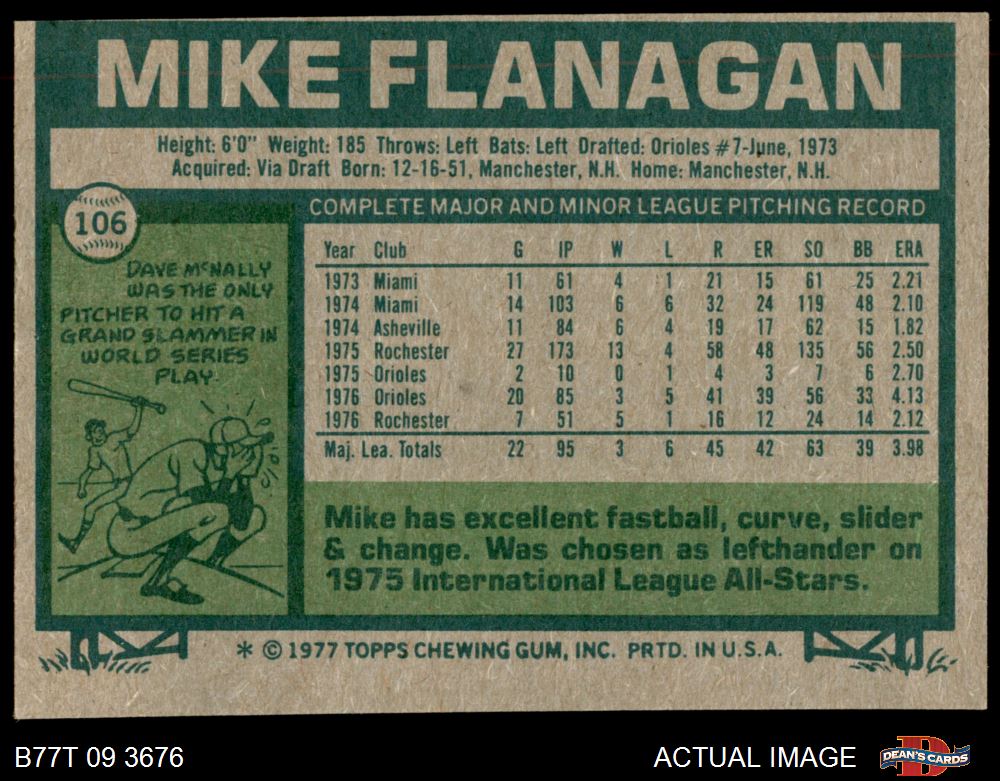 MIKE FLANAGAN
Height: 6'0" Weight: 185 Throws: Left Bats: Left Drafted: Orioles #7-June, 1973
Acquired: Via Draft Born: 12-16-51, Manchester, N.H. Home: Manchester, N.H.
106
DAVE McNALLY
WAS THE ONLY
PITCHER TO HIT A
GRAND SLAMMER IN
WORLD SERIES
PLAY.
COMPLETE MAJOR AND MINOR LEAGUE PITCHING RECORD
Year Club G IP W L R ER SO BB ERA
1973 Miami 11 61 4 1 21 15 61 25 2.21
1974 Miami 14 103 6 6 32 24 119 48 2.10
1974 Asheville 11 84 6 4 19 17 62 15 1.82
1975 Rochester 27 173 13 4 58 48 135 56 2.50
1975 Orioles 2 10 0 1 4 3 7 6 2.70
1976 Orioles 20 85 3 5 41 39 56 33 4.13
1976 Rochester 7 51 5 1 16 12 24 14 2.12
Maj. Lea. Totals 22 95 3 6 45 42 63 39 3.98
Mike has excellent fastball, curve, slider
& change. Was chosen as lefthander on
1975 International League All-Stars.
* © 1977 TOPPS CHEWING GUM, INC. PRTD. IN U.S.A.
B77T 09 3676
ACTUAL IMAGE
DEAN'S CARDS